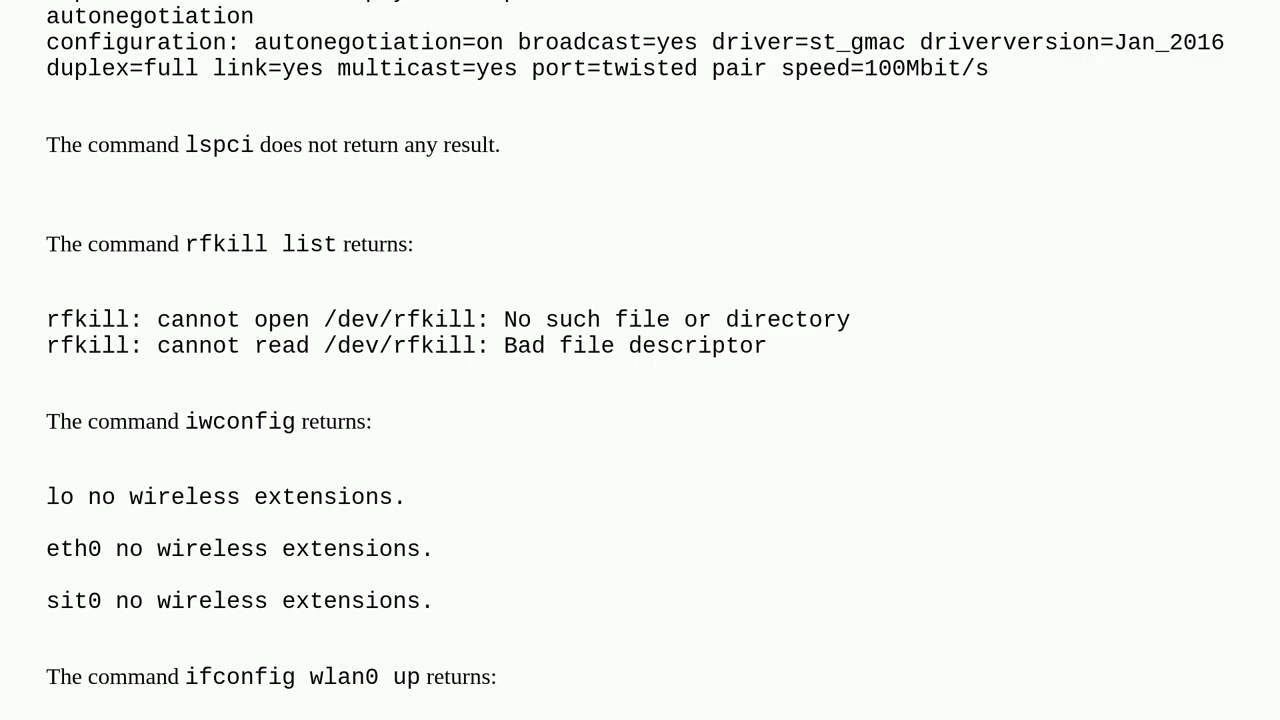 autonegotiation
configuration: autonegotiation=on broadcast=yes driver=st_gmac driverversion=Jan_2016
duplex=full link=yes multicast=yes port=twisted pair speed=100Mbit/s
The command lspci does not return any result.
The command rfkill list returns:
rfkill: cannot open /dev/rfkill: No such file or directory
rfkill: cannot read /dev/rfkill: Bad file descriptor
The command iwconfig returns:
lo no wireless extensions.
eth0 no wireless extensions.
sit0 no wireless extensions.
The command ifconfig wlan0 up returns: